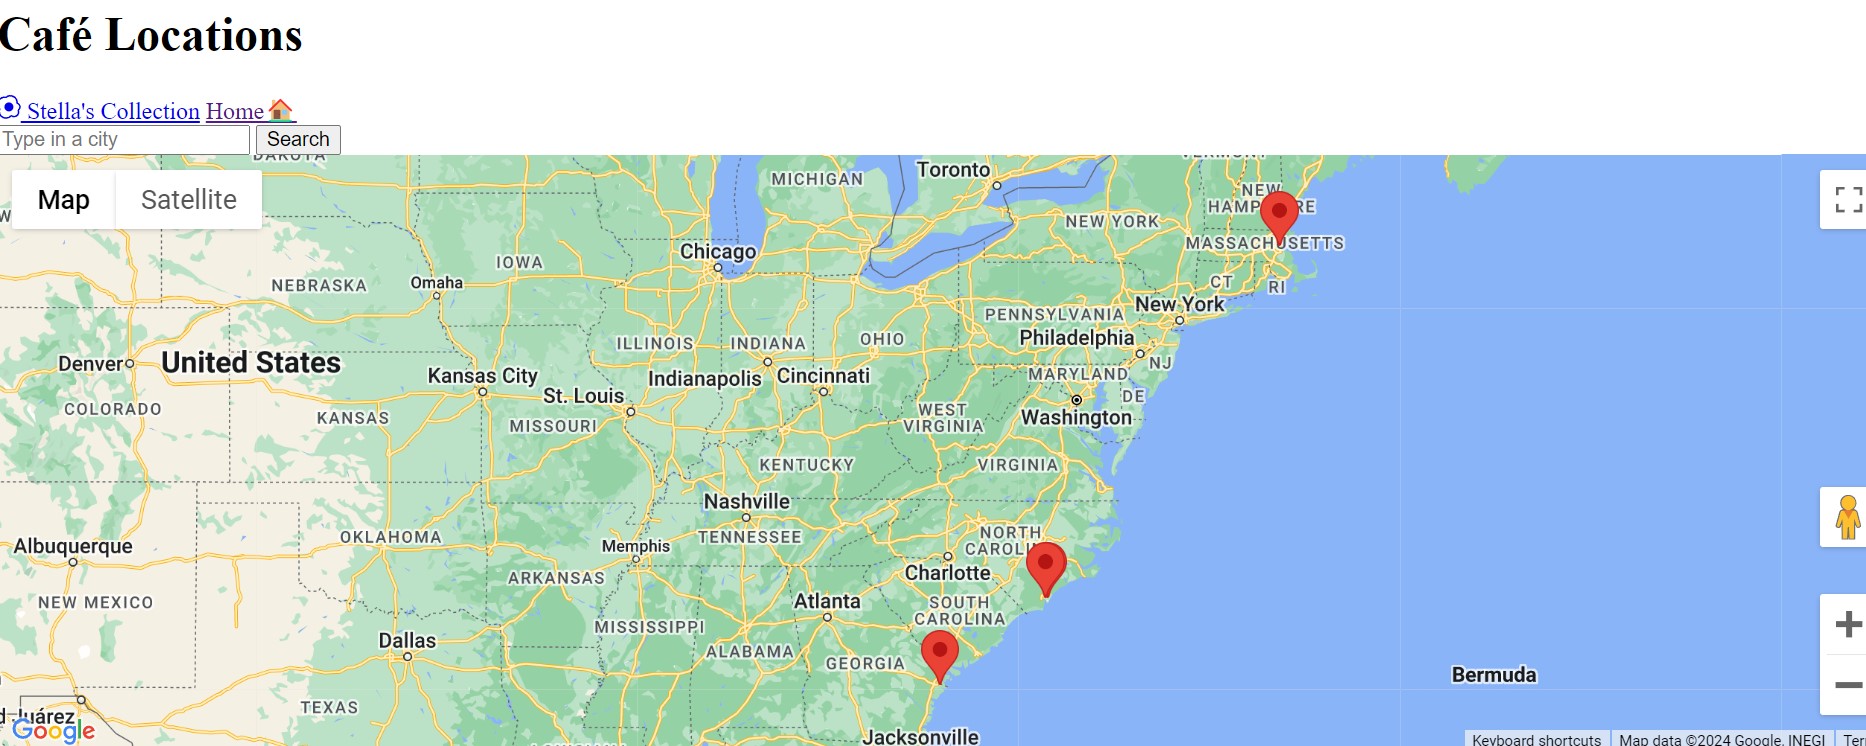 Café Locations
Stella's Collection Home
Type in a city Search
Map Satellite
DAKOTA
VERMONT
MICHIGAN
Toronto
NEW
HAMP RE
NEW YORK
MASSACHUSETTS
Chicago
IOWA
NEBRASKA
Omaha
CT
RI
New York
PENNSYLVANIA
Philadelphia
ILLINOIS
INDIANA
OHIO
Denver
United States
NJ
Kansas City
Indianapolis
Cincinnati
MARYLAND
St. Louis
DE
COLORADO
KANSAS
MISSOURI
WEST
VIRGINIA
Washington
KENTUCKY
VIRGINIA
Nashville
TENNESSEE
OKLAHOMA
NORTH
CAROLI
Albuquerque
Memphis
ARKANSAS
Charlotte
NEW MEXICO
Atlanta
SOUTH
CAROLINA
MISSISSIPPI
Dallas
ALABAMA
GEORGIA
Bermuda
TEXAS
d Juárez
Google
Jacksonville
Keyboard shortcuts Map data ©2024 Google, INEGI Ter